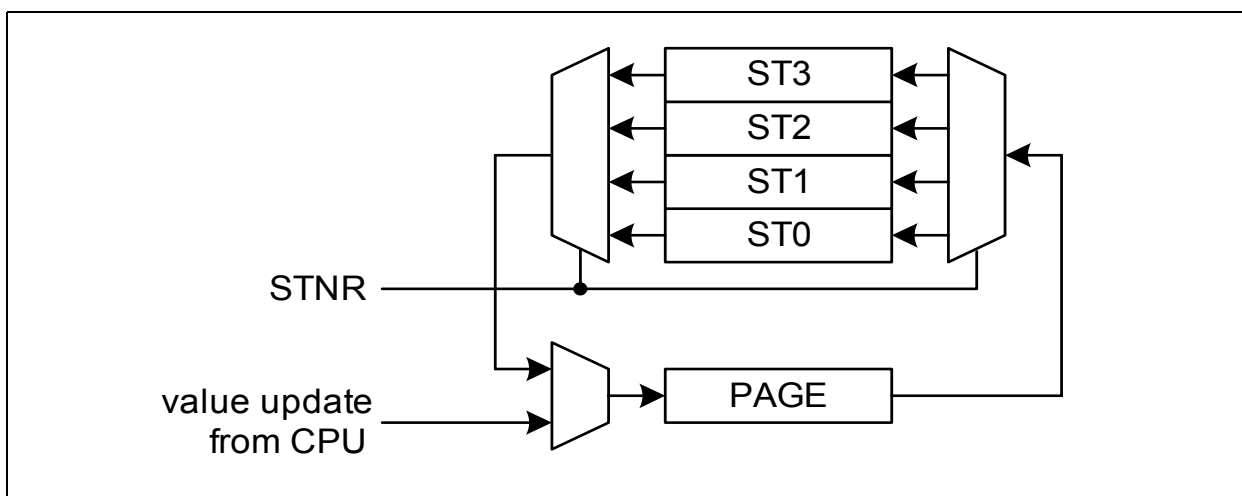 ST3
ST2
ST1
ST0
STNR
value update
from CPU
PAGE